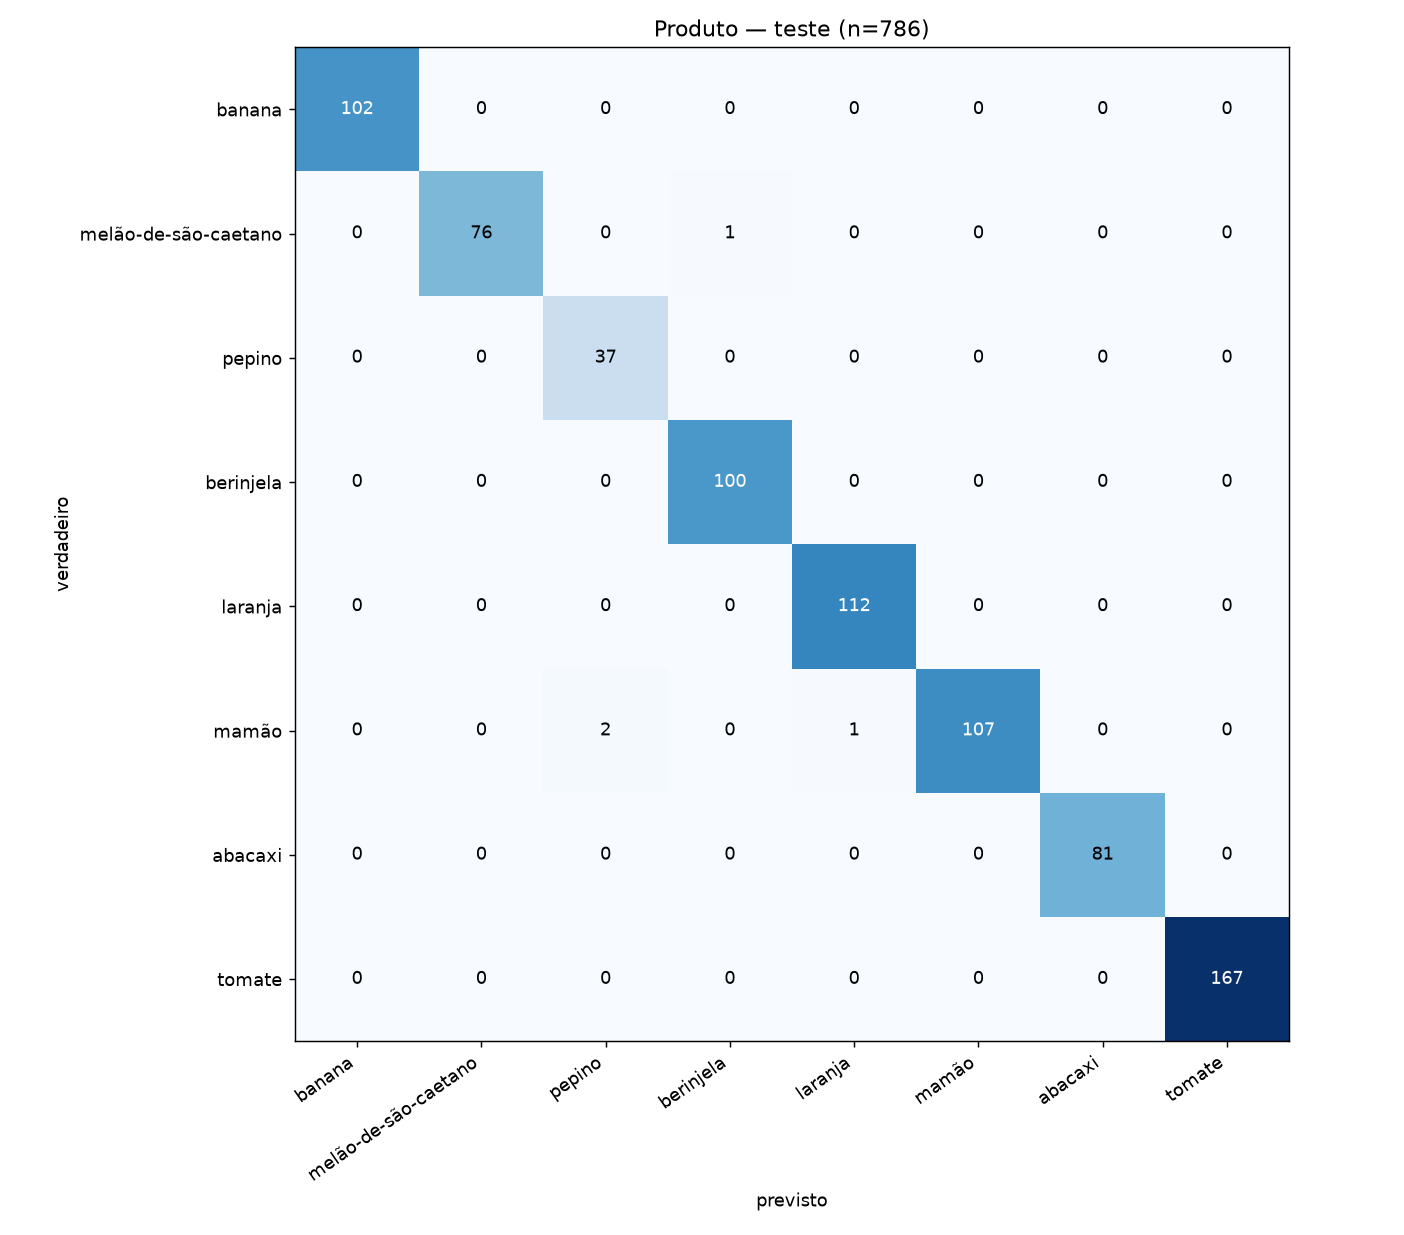 Produto — teste (n=786)
banana 102 0 0 0 0 0 0 0
melão-de-são-caetano 0 76 0 1 0 0 0 0
pepino 0 0 37 0 0 0 0 0
berinjela 0 0 0 100 0 0 0 0
verdadeiro
laranja 0 0 0 0 112 0 0 0
mamão 0 0 2 0 1 107 0 0
abacaxi 0 0 0 0 0 0 81 0
tomate 0 0 0 0 0 0 0 167
banana melão-de-são-caetano pepino berinjela laranja mamão abacaxi tomate
previsto